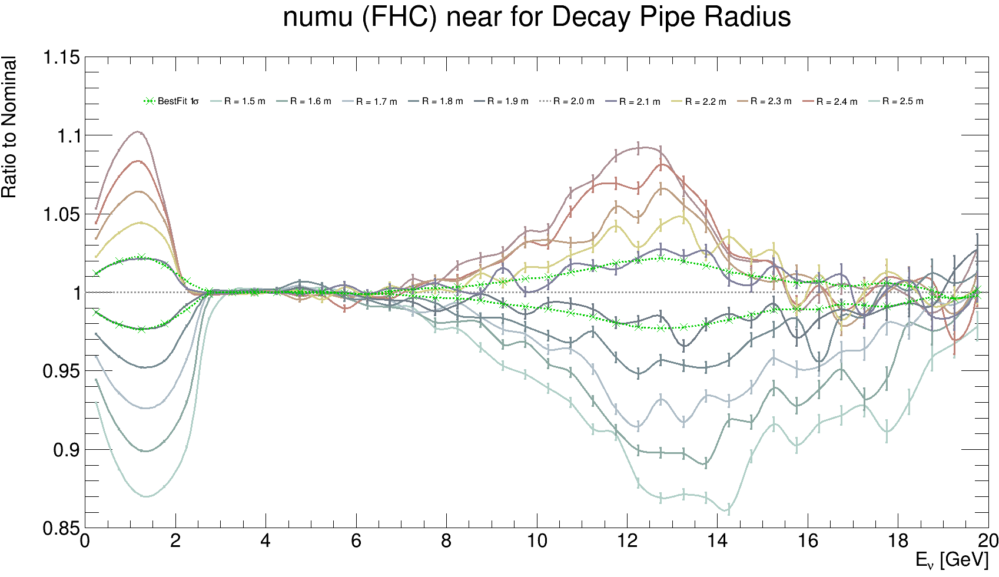 numu (FHC) near for Decay Pipe Radius
Ratio to Nominal
1.15
1.1
1.05
1
0.95
0.9
0.85
BestFit 1σ R = 1.5 m R = 1.6 m R = 1.7 m R = 1.8 m R = 1.9 m R = 2.0 m R = 2.1 m R = 2.2 m R = 2.3 m R = 2.4 m R = 2.5 m
0 2 4 6 8 10 12 14 16 18 20
Eν [GeV]